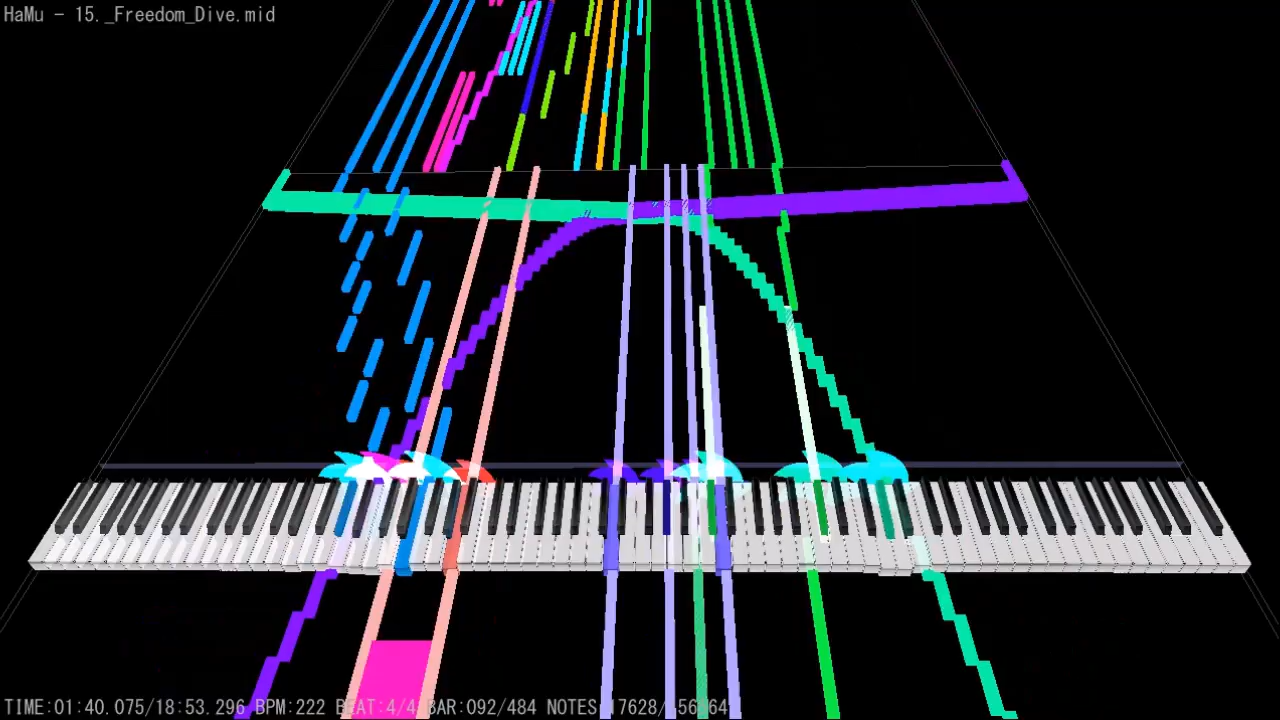 HaMu - 15._Freedom_Dive.mid
TIME:01:40.075/18:53.296 BPM:222 BEAT:4/4 BAR:092/484 NOTES